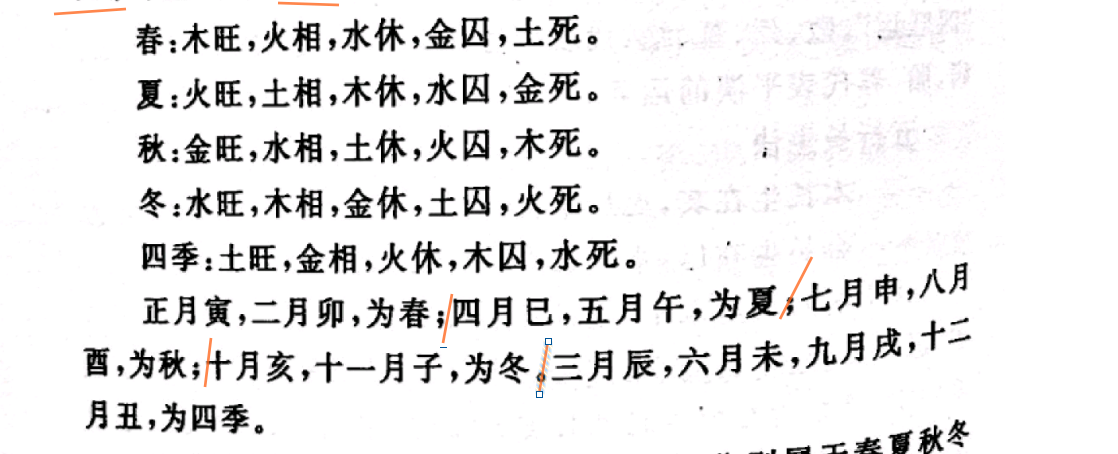 春:木旺,火相,水休,金囚,土死。
夏:火旺,土相,木休,水囚,金死。
秋:金旺,水相,土休,火囚,木死。
冬:水旺,木相,金休,土囚,火死。
四季:土旺,金相,火休,木囚,水死。
正月寅,二月卯,为春;四月巳,五月午,为夏;七月申,八月
酉,为秋;十月亥,十一月子,为冬。三月辰,六月未,九月戌,十二
月丑,为四季。
春夏秋冬